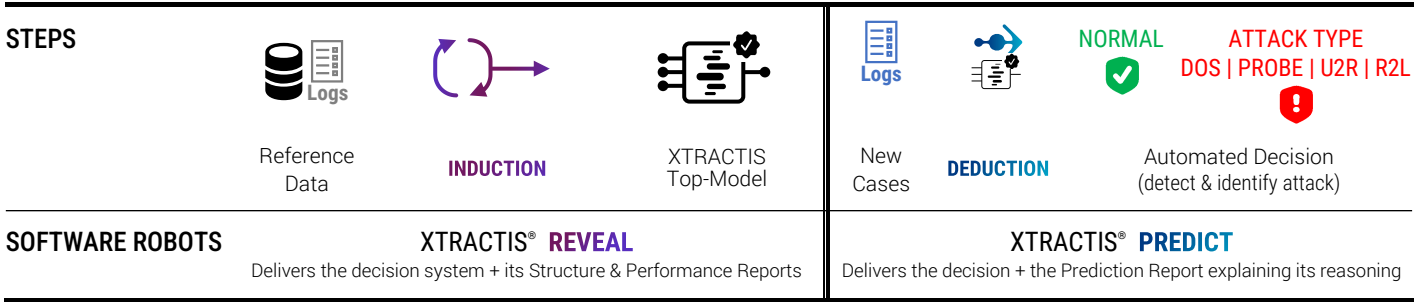 STEPS
Logs
Reference
Data
INDUCTION
XTRACTIS
Top-Model
Logs
NORMAL
ATTACK TYPE
DOS | PROBE | U2R | R2L
New
Cases
DEDUCTION
Automated Decision
(detect & identify attack)
SOFTWARE ROBOTS
XTRACTIS® REVEAL
Delivers the decision system + its Structure & Performance Reports
XTRACTIS® PREDICT
Delivers the decision + the Prediction Report explaining its reasoning